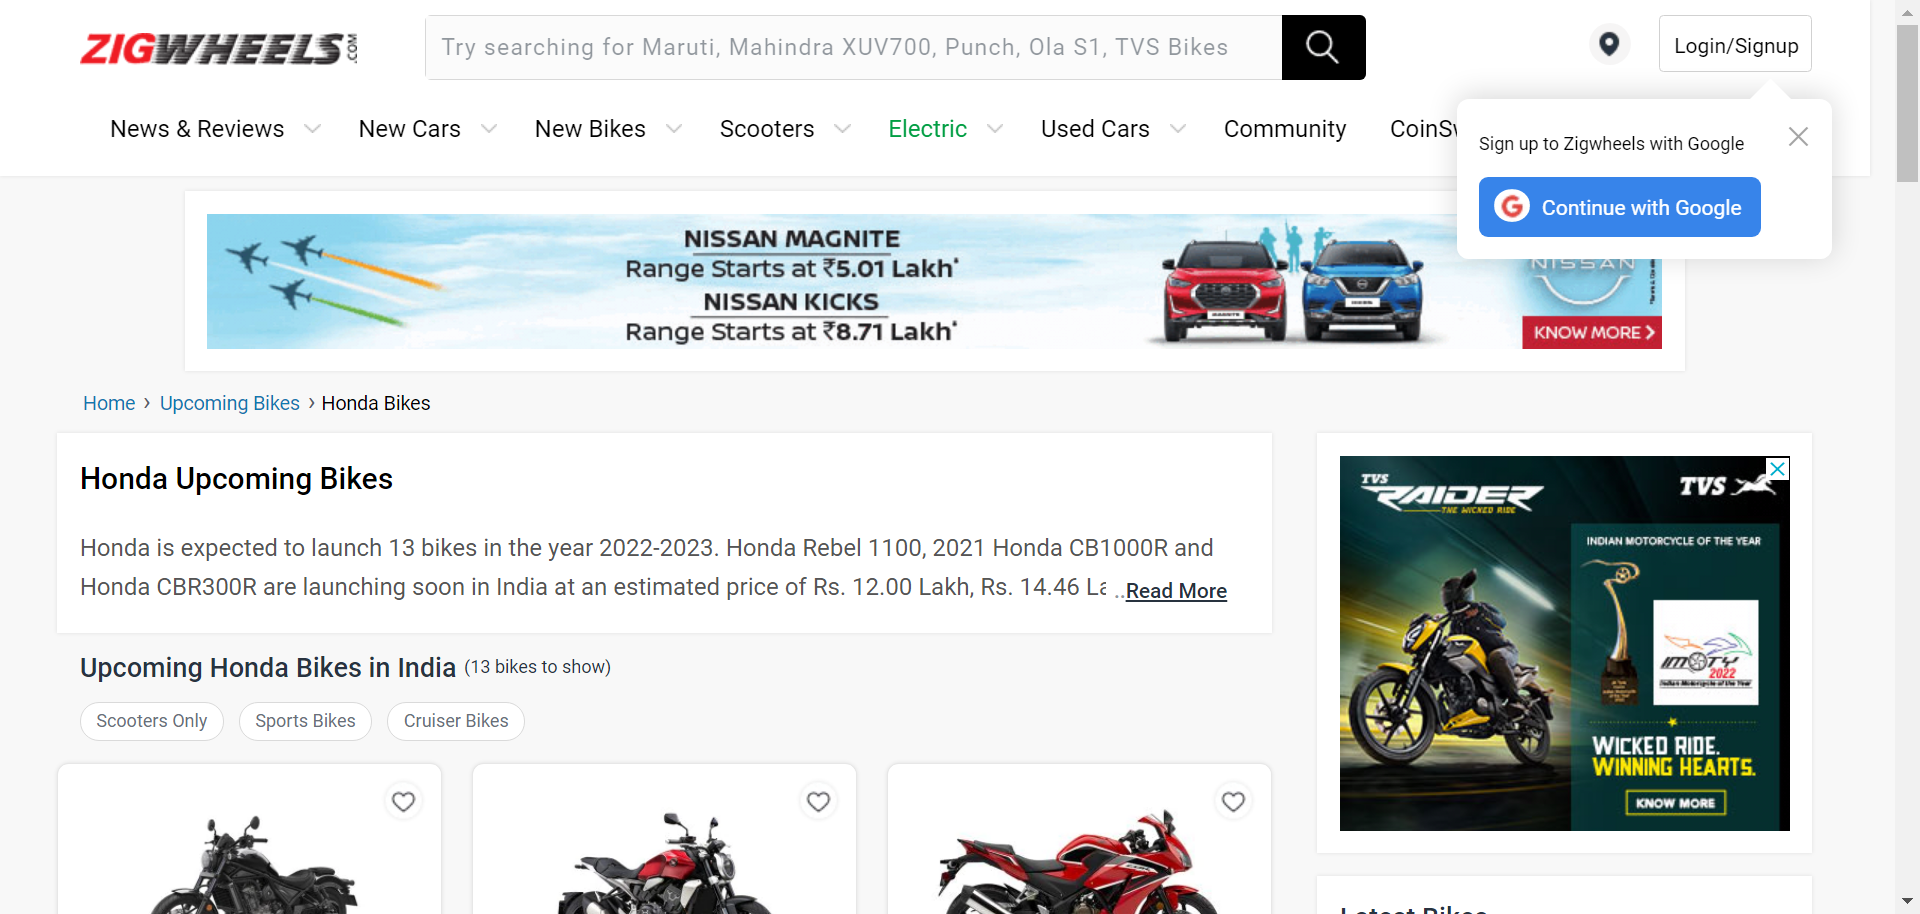 ZIGWHEELS.COM
Try searching for Maruti, Mahindra XUV700, Punch, Ola S1, TVS Bikes
Login/Signup
News & Reviews
New Cars
New Bikes
Scooters
Electric
Used Cars
Community
CoinSw
Sign up to Zigwheels with Google
Continue with Google
NISSAN MAGNITE
Range Starts at ₹5.01 Lakh*
NISSAN KICKS
Range Starts at ₹8.71 Lakh*
NISSAN
KNOW MORE
Home › Upcoming Bikes › Honda Bikes
Honda Upcoming Bikes
Honda is expected to launch 13 bikes in the year 2022-2023. Honda Rebel 1100, 2021 Honda CB1000R and
Honda CBR300R are launching soon in India at an estimated price of Rs. 12.00 Lakh, Rs. 14.46 La ..Read More
Upcoming Honda Bikes in India (13 bikes to show)
Scooters Only
Sports Bikes
Cruiser Bikes
TVS
RAIDER
THE WICKED RIDE
TVS
INDIAN MOTORCYCLE OF THE YEAR
IMOTY
2022
Indian Motorcycle of the Year
WICKED RIDE.
WINNING HEARTS.
KNOW MORE
Latest Bikes